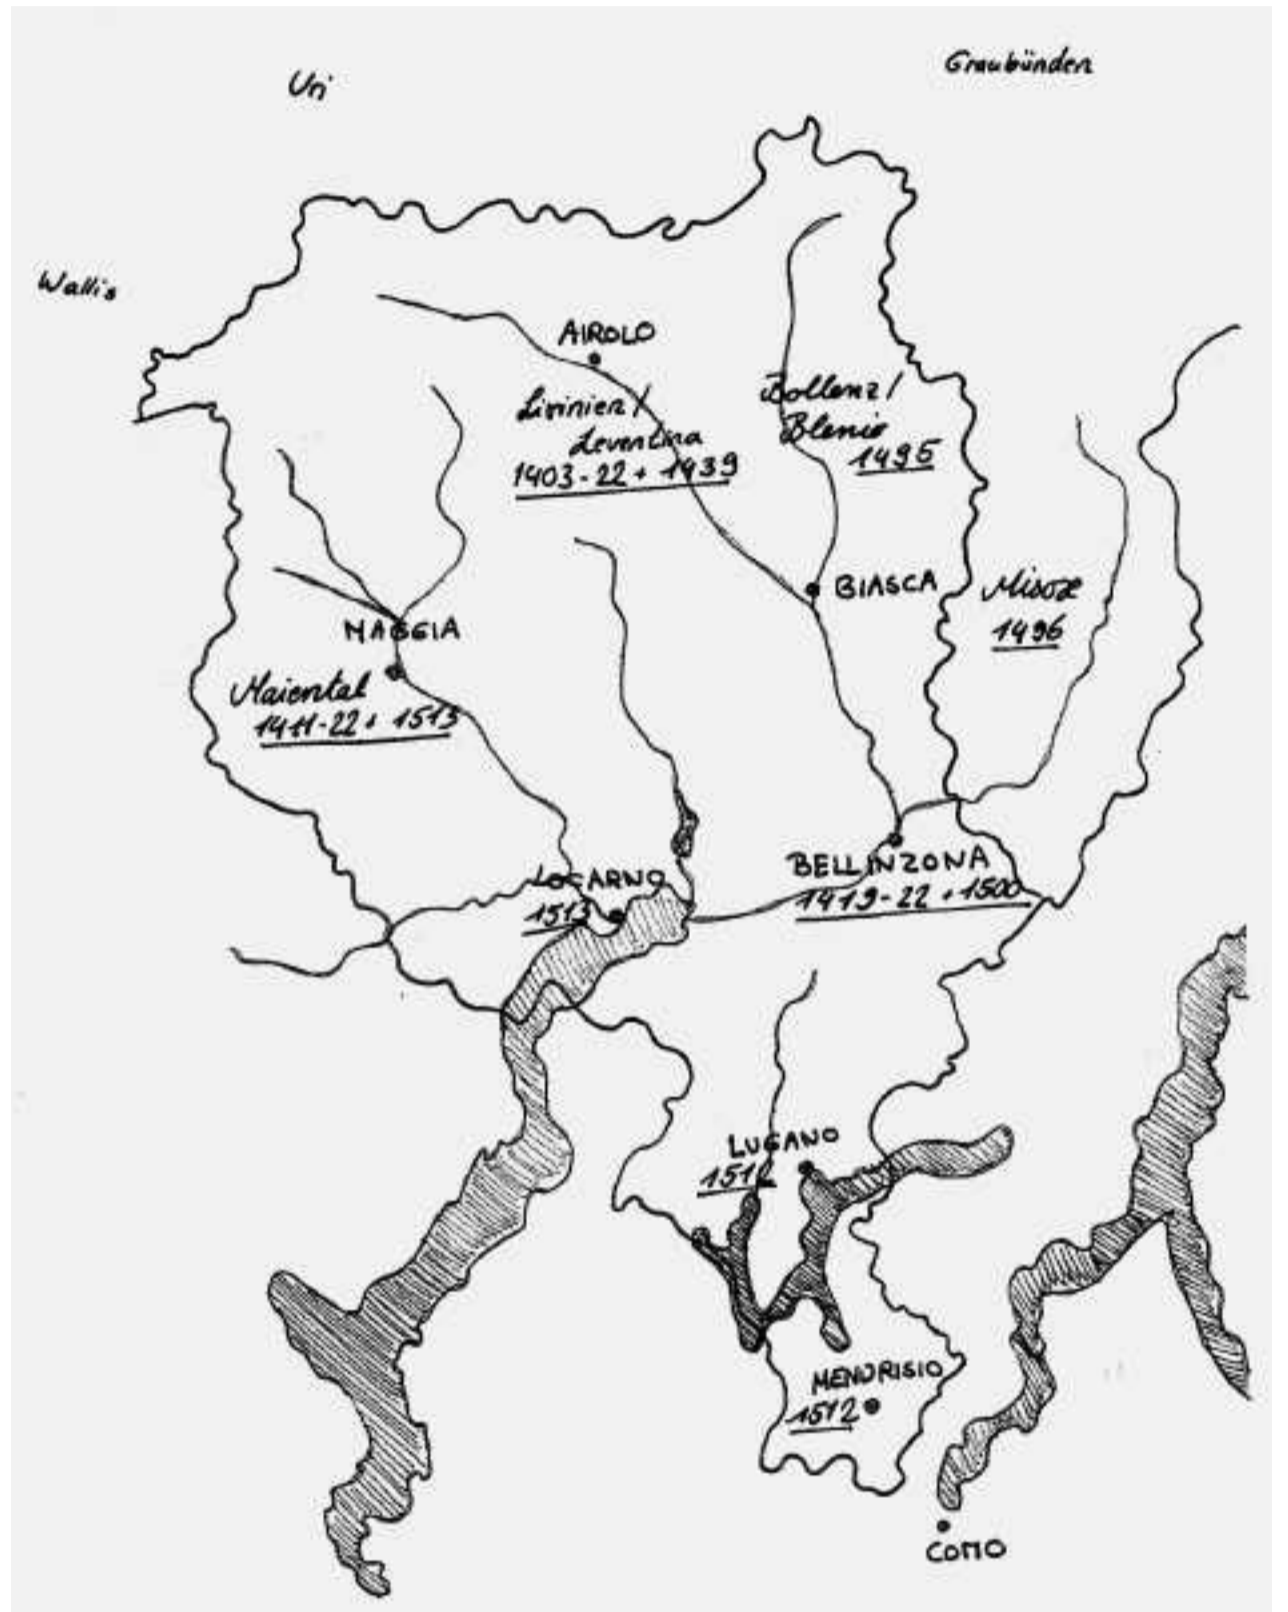 Uri
Graubünden
Wallis
AIROLO
Livinien/
Leventina
1403-22 + 1439
Bollenz/
Blenio
1495
BIASCA
Misox
1496
MAGGIA
Maiental
1411-22 + 1513
LOCARNO
1513
BELLINZONA
1419-22 + 1500
LUGANO
1512
MENDRISIO
1512
COMO